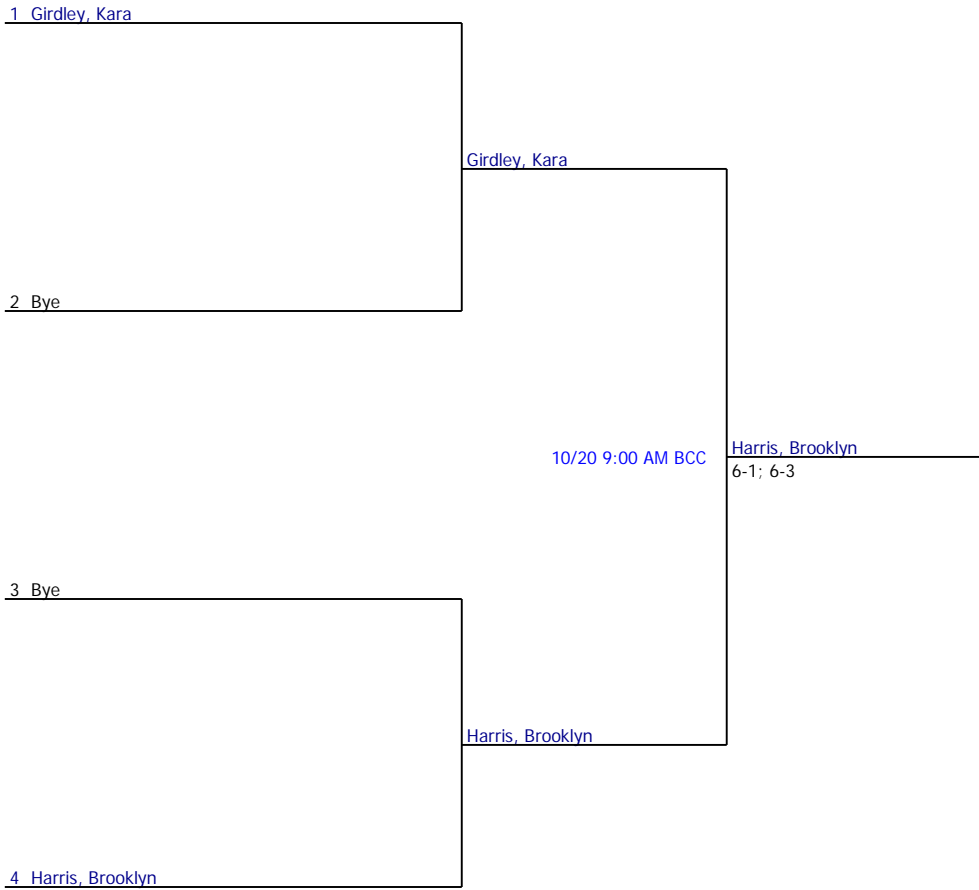 1 Girdley, Kara
Girdley, Kara
2 Bye
10/20 9:00 AM BCC
Harris, Brooklyn
6-1; 6-3
3 Bye
Harris, Brooklyn
4 Harris, Brooklyn